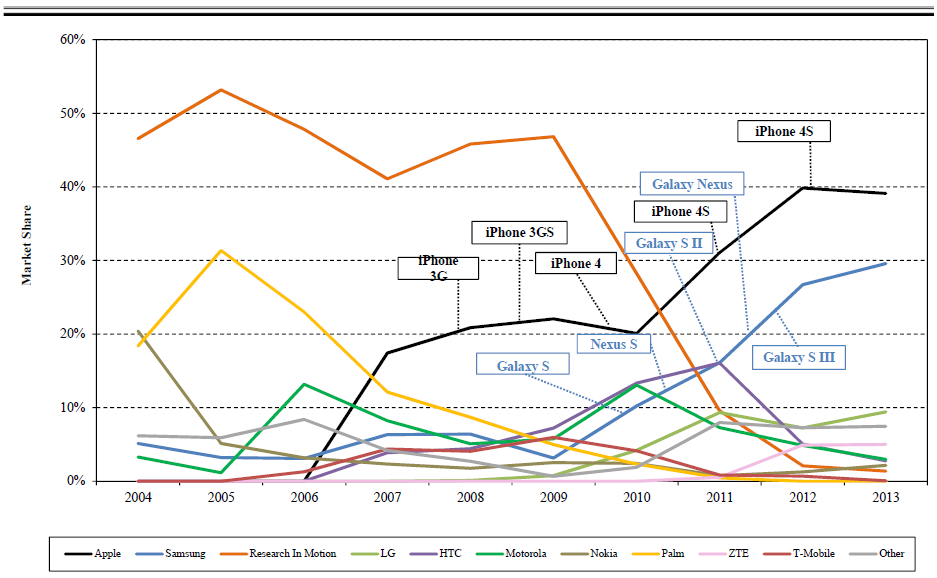 60%
50%
40%
30%
20%
10%
0%
Market Share
iPhone 4S
Galaxy Nexus
iPhone 4S
iPhone 3GS
Galaxy S II
iPhone
3G
iPhone 4
Nexus S
Galaxy S
Galaxy S III
2004 2005 2006 2007 2008 2009 2010 2011 2012 2013
Apple Samsung Research In Motion LG HTC Motorola Nokia Palm ZTE T-Mobile Other